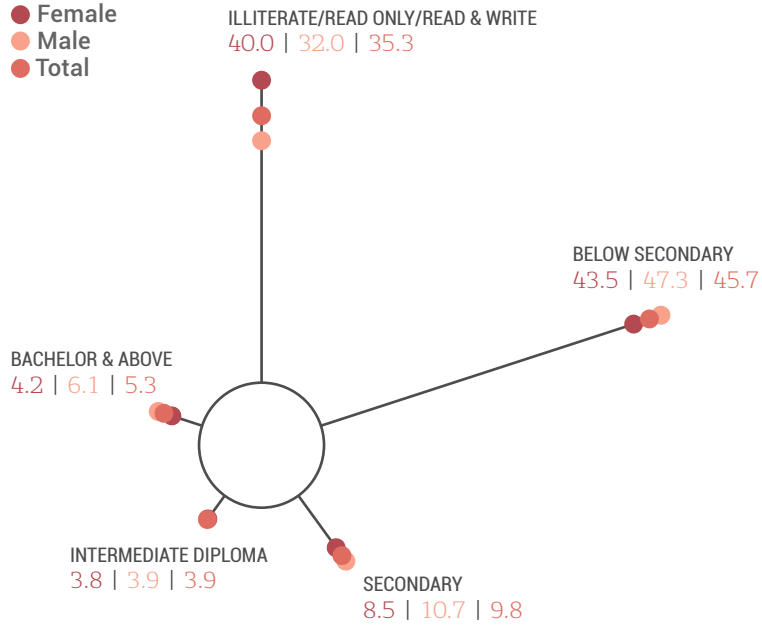 Female
Male
Total
ILLITERATE/READ ONLY/READ & WRITE
40.0 | 32.0 | 35.3
BELOW SECONDARY
43.5 | 47.3 | 45.7
BACHELOR & ABOVE
4.2 | 6.1 | 5.3
INTERMEDIATE DIPLOMA
3.8 | 3.9 | 3.9
SECONDARY
8.5 | 10.7 | 9.8